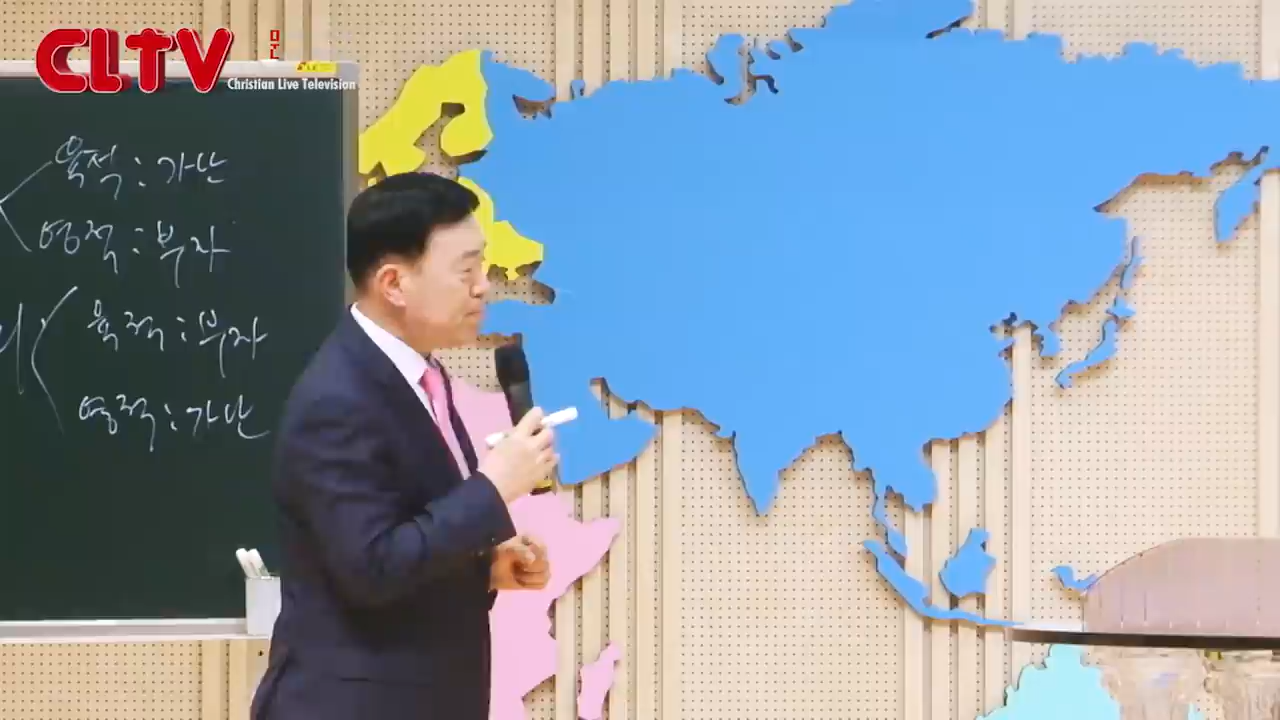 CLTV
Christian Live Television
육적 : 가난
영적 : 부자
육적 : 부자
영적 : 가난